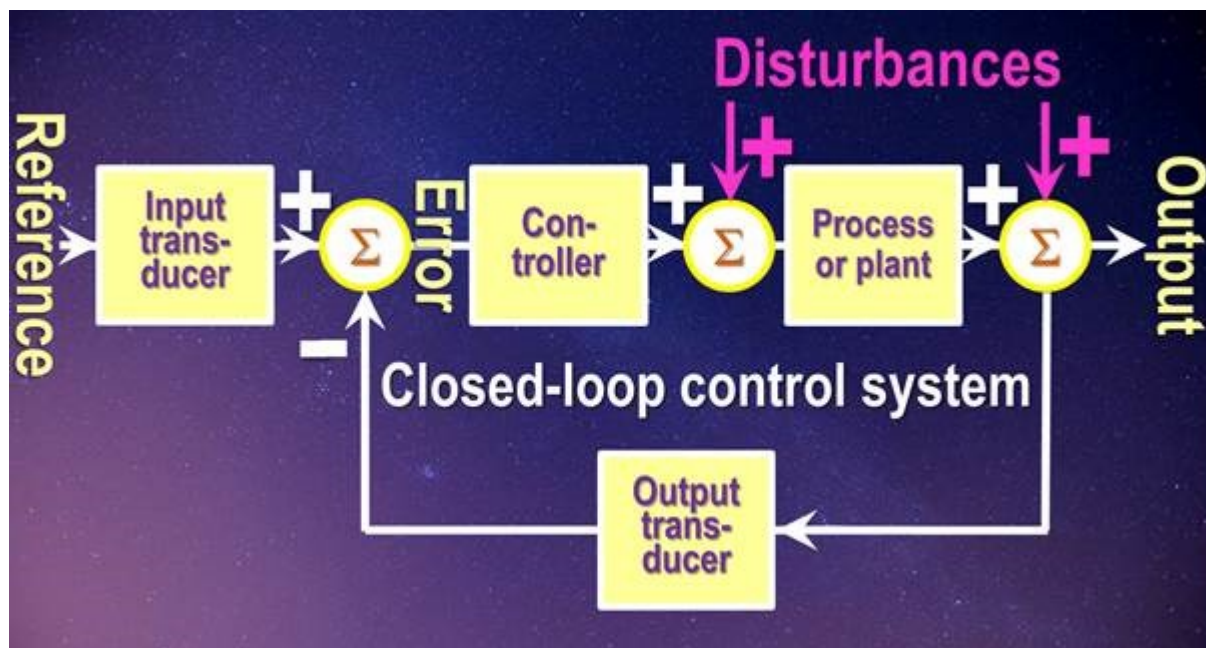 Disturbances
+
+
Reference
Input
trans-
ducer
+
Σ
−
Error
Con-
troller
+
Σ
Process
or plant
+
Σ
Output
Closed-loop control system
Output
trans-
ducer